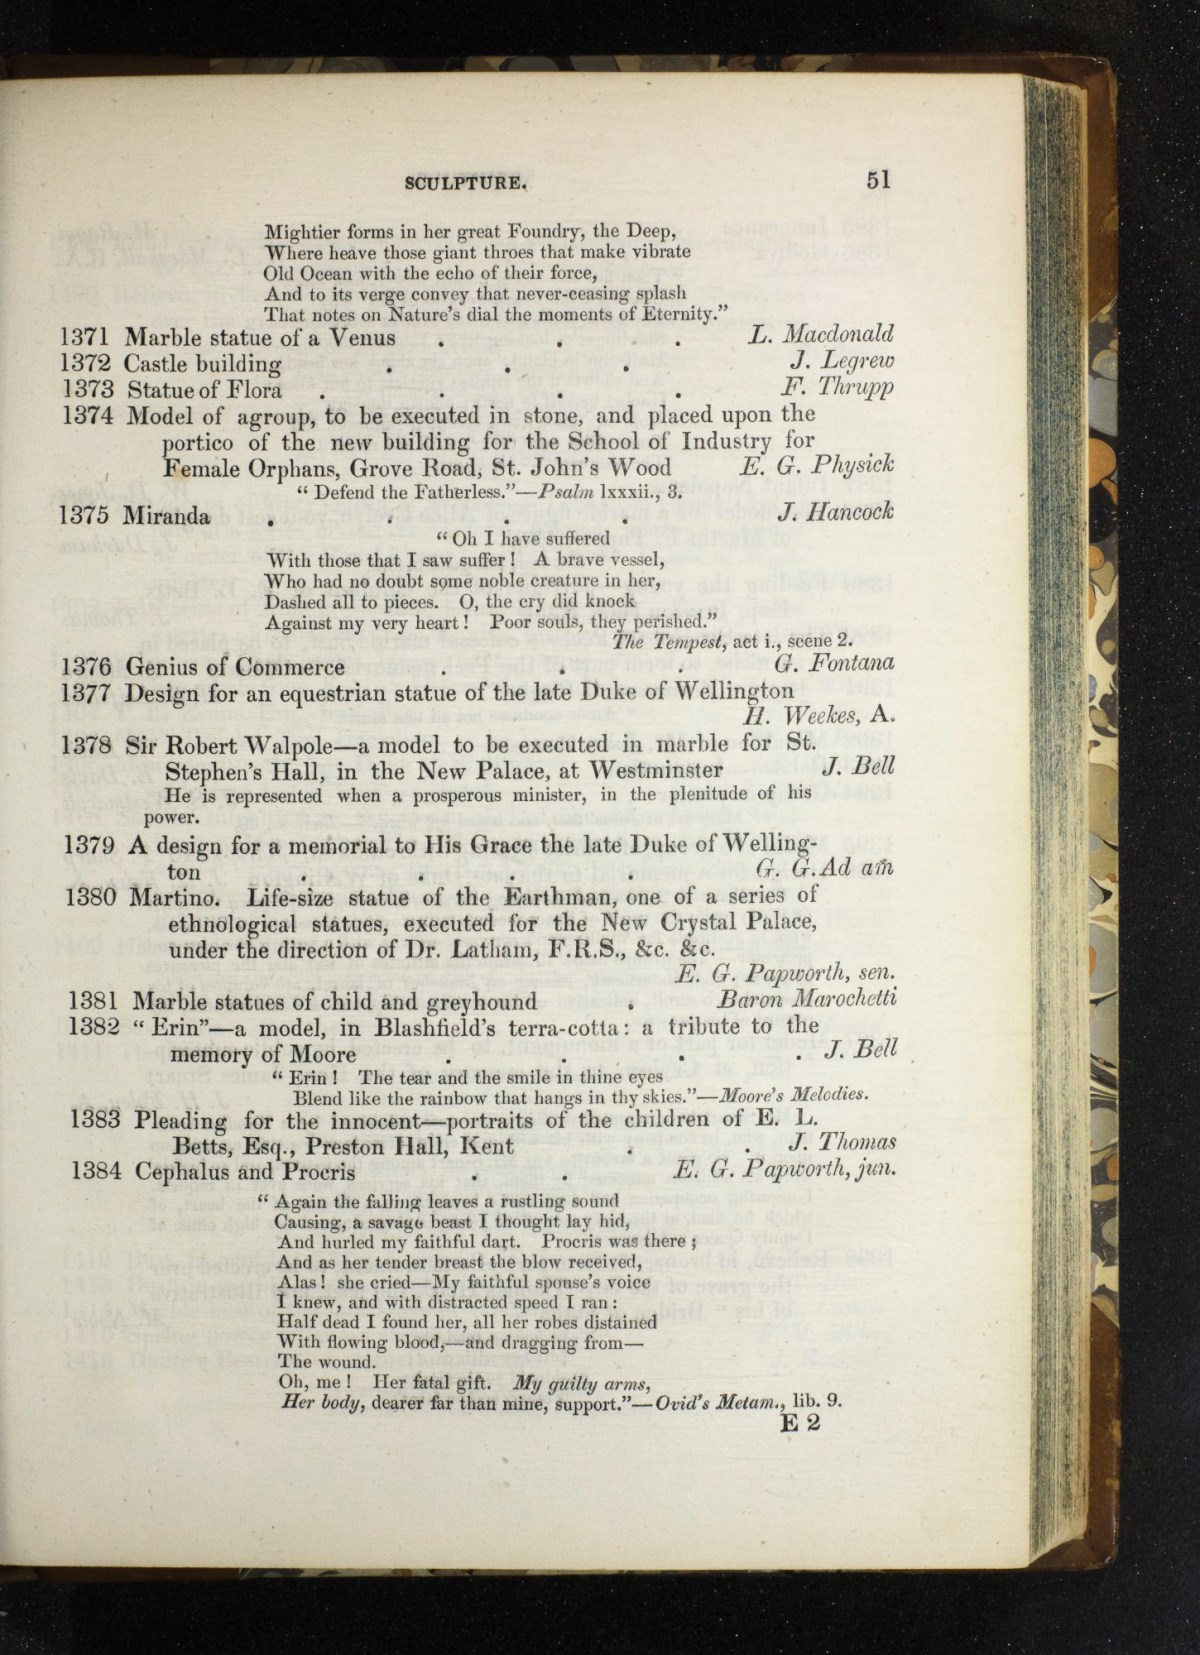 SCULPTURE. 51
Mightier forms in her great Foundry, the Deep,
Where heave those giant throes that make vibrate
Old Ocean with the echo of their force,
And to its verge convey that never-ceasing splash
That notes on Nature's dial the moments of Eternity."
1371 Marble statue of a Venus . . . L. Macdonald
1372 Castle building . . . J. Legrew
1373 Statue of Flora . . . . F. Thrupp
1374 Model of agroup, to be executed in stone, and placed upon the
portico of the new building for the School of Industry for
Female Orphans, Grove Road, St. John's Wood E. G. Physick
" Defend the Fatherless."—Psalm lxxxii., 3.
1375 Miranda . . . . J. Hancock
" Oh I have suffered
With those that I saw suffer ! A brave vessel,
Who had no doubt some noble creature in her,
Dashed all to pieces. O, the cry did knock
Against my very heart ! Poor souls, they perished."
The Tempest, act i., scene 2.
1376 Genius of Commerce . . . G. Fontana
1377 Design for an equestrian statue of the late Duke of Wellington
H. Weekes, A.
1378 Sir Robert Walpole—a model to be executed in marble for St.
Stephen's Hall, in the New Palace, at Westminster J. Bell
He is represented when a prosperous minister, in the plenitude of his
power.
1379 A design for a memorial to His Grace the late Duke of Welling-
ton . . . . G. G. Ad am
1380 Martino. Life-size statue of the Earthman, one of a series of
ethnological statues, executed for the New Crystal Palace,
under the direction of Dr. Latham, F.R.S., &c. &c.
E. G. Papworth, sen.
1381 Marble statues of child and greyhound . Baron Marochetti
1382 " Erin"—a model, in Blashfield's terra-cotta : a tribute to the
memory of Moore . . . . J. Bell
" Erin ! The tear and the smile in thine eyes
Blend like the rainbow that hangs in thy skies."—Moore's Melodies.
1383 Pleading for the innocent—portraits of the children of E. L.
Betts, Esq., Preston Hall, Kent . . J. Thomas
1384 Cephalus and Procris . . E. G. Papworth, jun.
" Again the falling leaves a rustling sound
Causing, a savage beast I thought lay hid,
And hurled my faithful dart. Procris was there ;
And as her tender breast the blow received,
Alas ! she cried—My faithful spouse's voice
I knew, and with distracted speed I ran :
Half dead I found her, all her robes distained
With flowing blood,—and dragging from—
The wound.
Oh, me ! Her fatal gift. My guilty arms,
Her body, dearer far than mine, support."—Ovid's Metam., lib. 9.
E 2